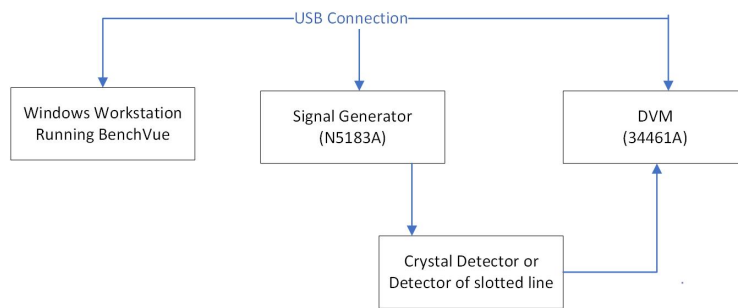 USB Connection
Windows Workstation
Running BenchVue
Signal Generator
(N5183A)
DVM
(34461A)
Crystal Detector or
Detector of slotted line